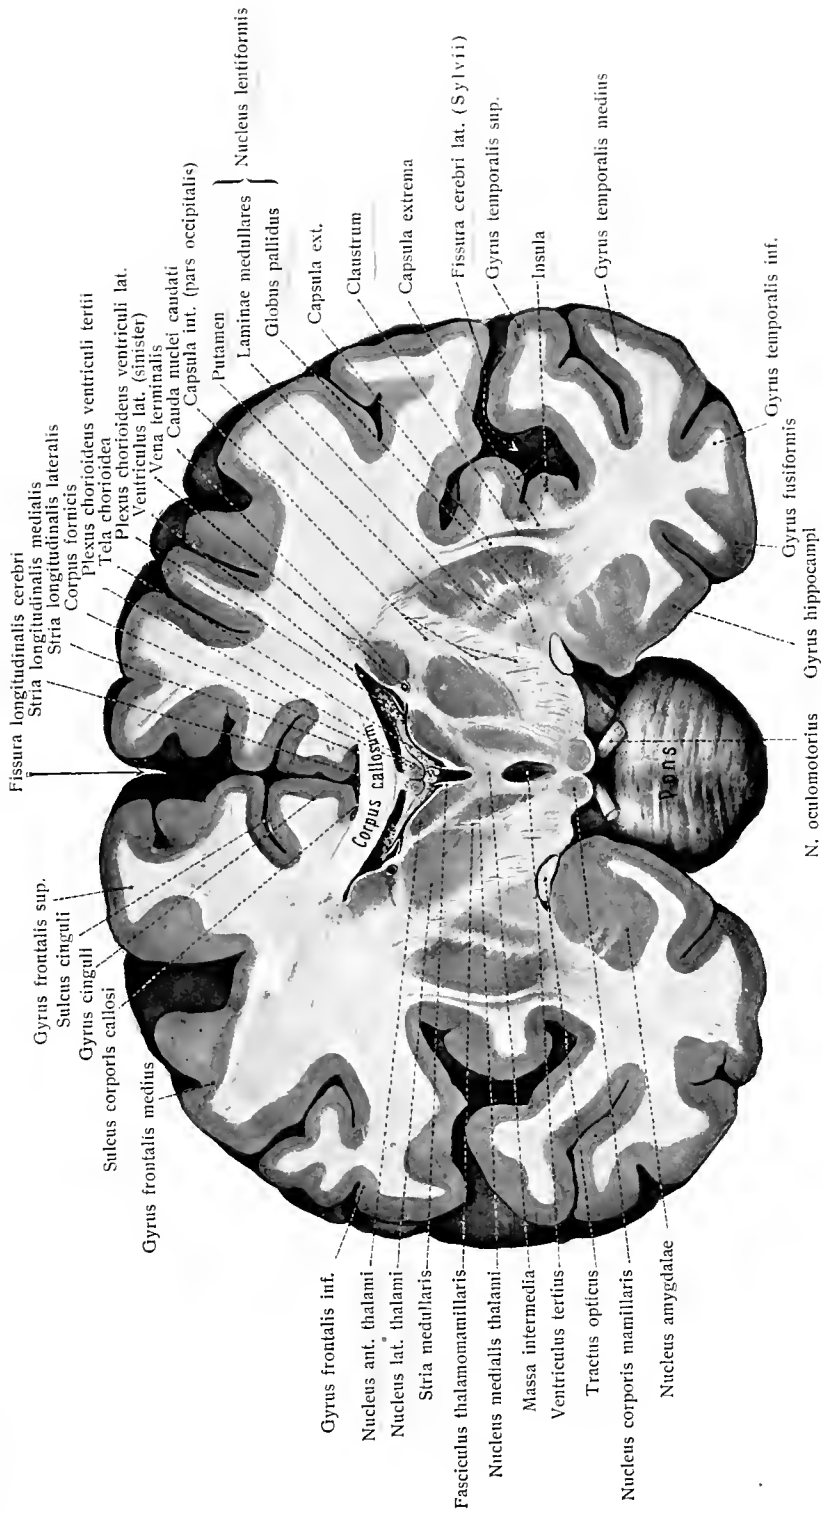 Fissura longitudinalis cerebri
Stria longitudinalis medialis
Stria longitudinalis lateralis
Corpus fornicis
Plexus chorioideus ventriculi tertii
Tela chorioidea
Plexus chorioideus ventriculi lat.
Ventriculus lat. (sinister)
Vena terminalis
Cauda nuclei caudati
Capsula int. (pars occipitalis)
Putamen
Laminae medullares
Globus pallidus
Nucleus lentiformis
Capsula ext.
Claustrum
Capsula extrema
Fissura cerebri lat. (Sylvii)
Gyrus temporalis sup.
Insula
Gyrus temporalis medius
Gyrus temporalis inf.
Gyrus fusiformis
Gyrus hippocampI
N. oculomotorius
Gyrus frontalis sup.
Sulcus cinguli
Gyrus cinguli
Sulcus corporis callosi
Gyrus frontalis medius
Gyrus frontalis inf.
Nucleus ant. thalami
Nucleus lat. thalami
Stria medullaris
Fasciculus thalamomamillaris
Nucleus medialis thalami
Massa intermedia
Ventriculus tertius
Tractus opticus
Nucleus corporis mamillaris
Nucleus amygdalae
Corpus callosum
Pons